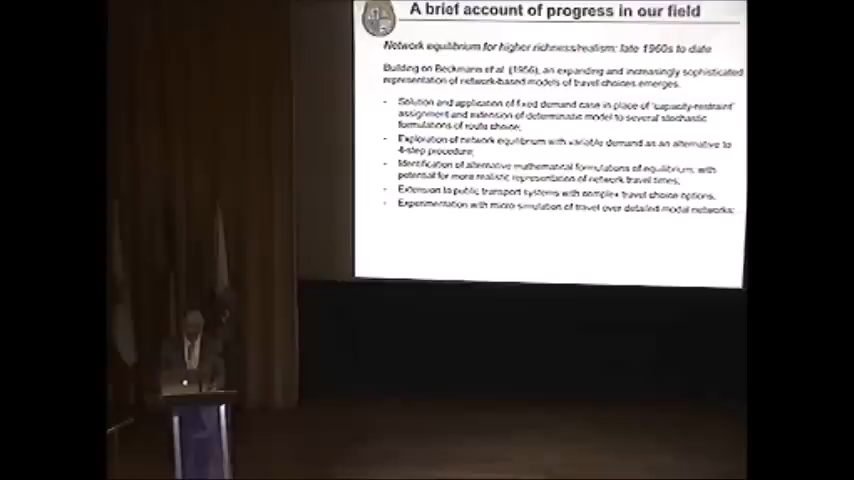 A brief account of progress in our field
Network equilibrium for higher richness/realism: late 1960s to date
Building on Beckmann et al (1956), an expanding and increasingly sophisticated
representation of network-based models of travel choices emerges.
- Solution and application of fixed demand case in place of 'capacity-restraint'
assignment and extension of deterministic model to several stochastic
formulations of route choice;
- Exploration of network equilibrium with variable demand as an alternative to
4-step procedure;
- Identification of alternative mathematical formulations of equilibrium, with
potential for more realistic representation of network travel times;
- Extension to public transport systems with complex travel choice options;
- Experimentation with micro-simulation of travel over detailed modal networks;